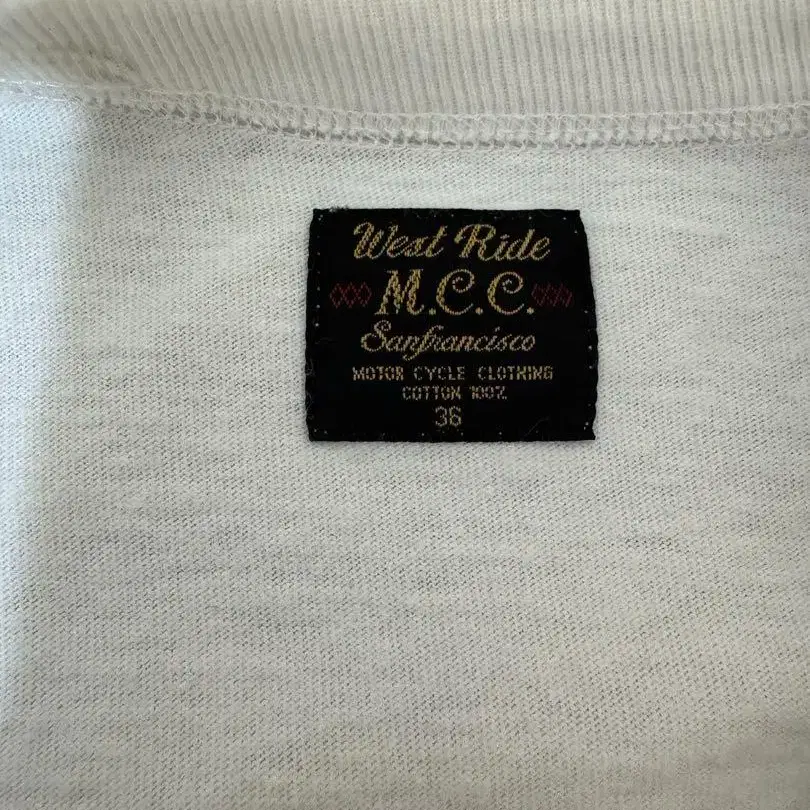 West Ride
M.C.C.
Sanfrancisco
MOTOR CYCLE CLOTHING
COTTON 100%
36